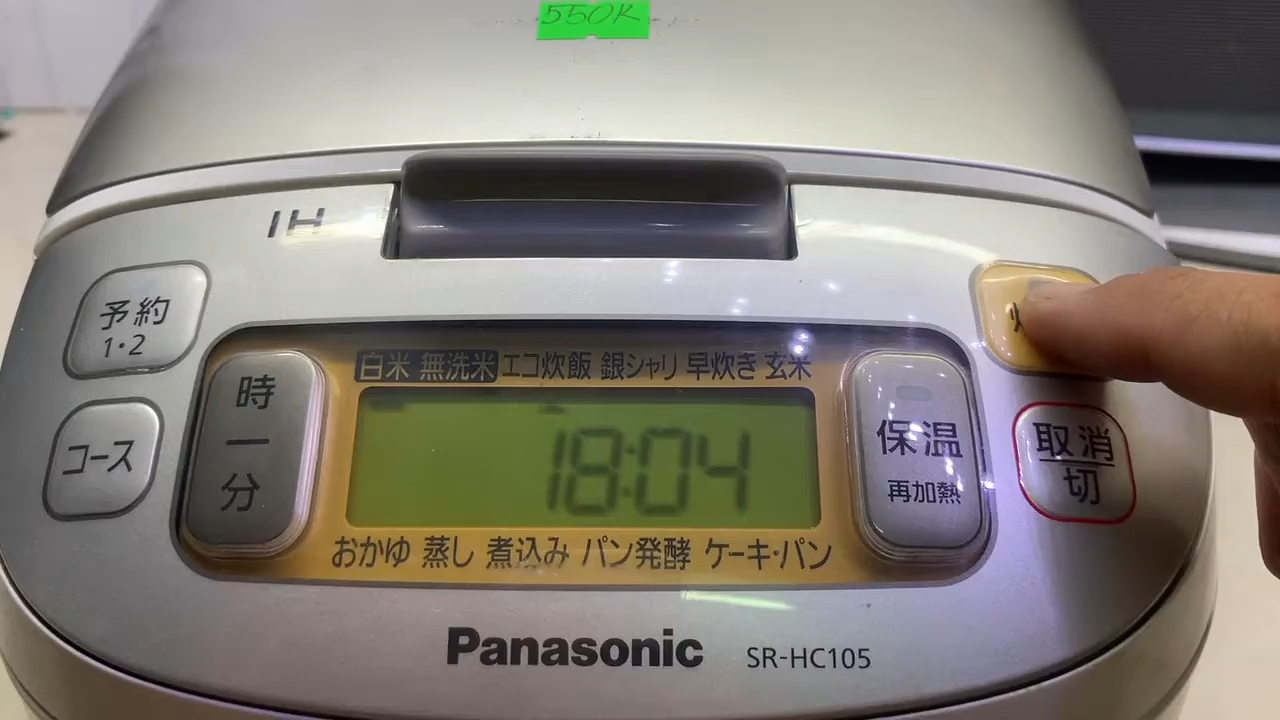 550K
IH
予約
1・2
白米 無洗米 エコ炊飯 銀シャリ 早炊き 玄米
時
分
コース
18:04
保温
再加熱
取消
切
おかゆ 蒸し 煮込み パン発酵 ケーキ・パン
Panasonic SR-HC105